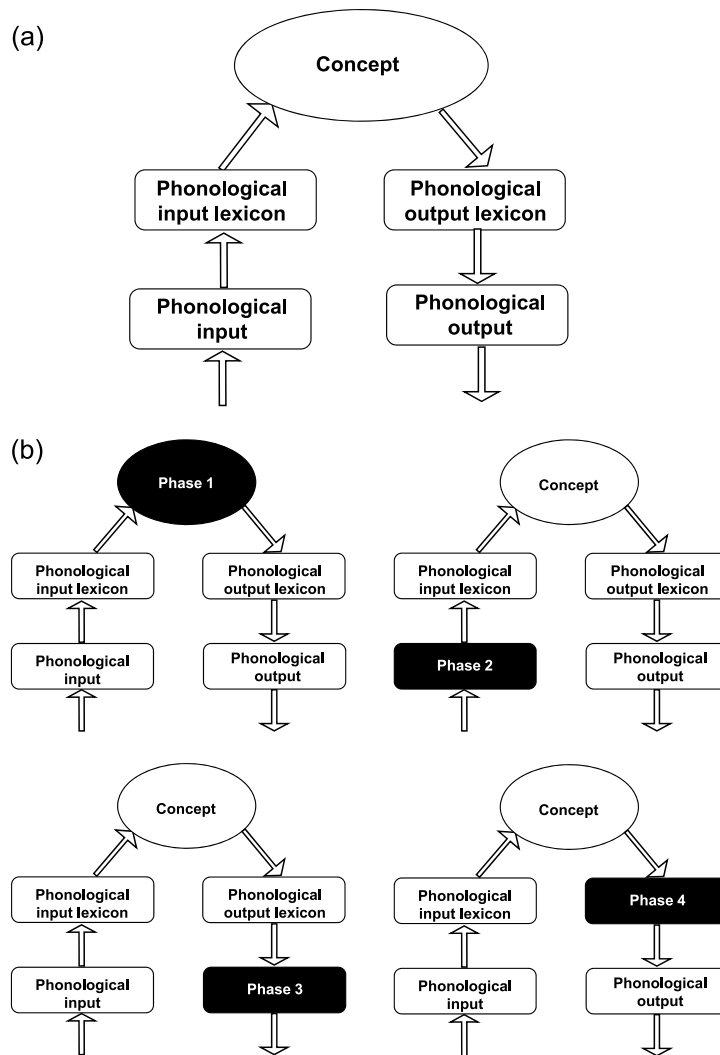 (a)
Concept
Phonological
input lexicon
Phonological
output lexicon
Phonological
input
Phonological
output
(b)
Phase 1
Phonological
input lexicon
Phonological
output lexicon
Phonological
input
Phonological
output
Concept
Phonological
input lexicon
Phonological
output lexicon
Phase 2
Phonological
output
Concept
Phonological
input lexicon
Phonological
output lexicon
Phonological
input
Phase 3
Concept
Phonological
input lexicon
Phase 4
Phonological
input
Phonological
output